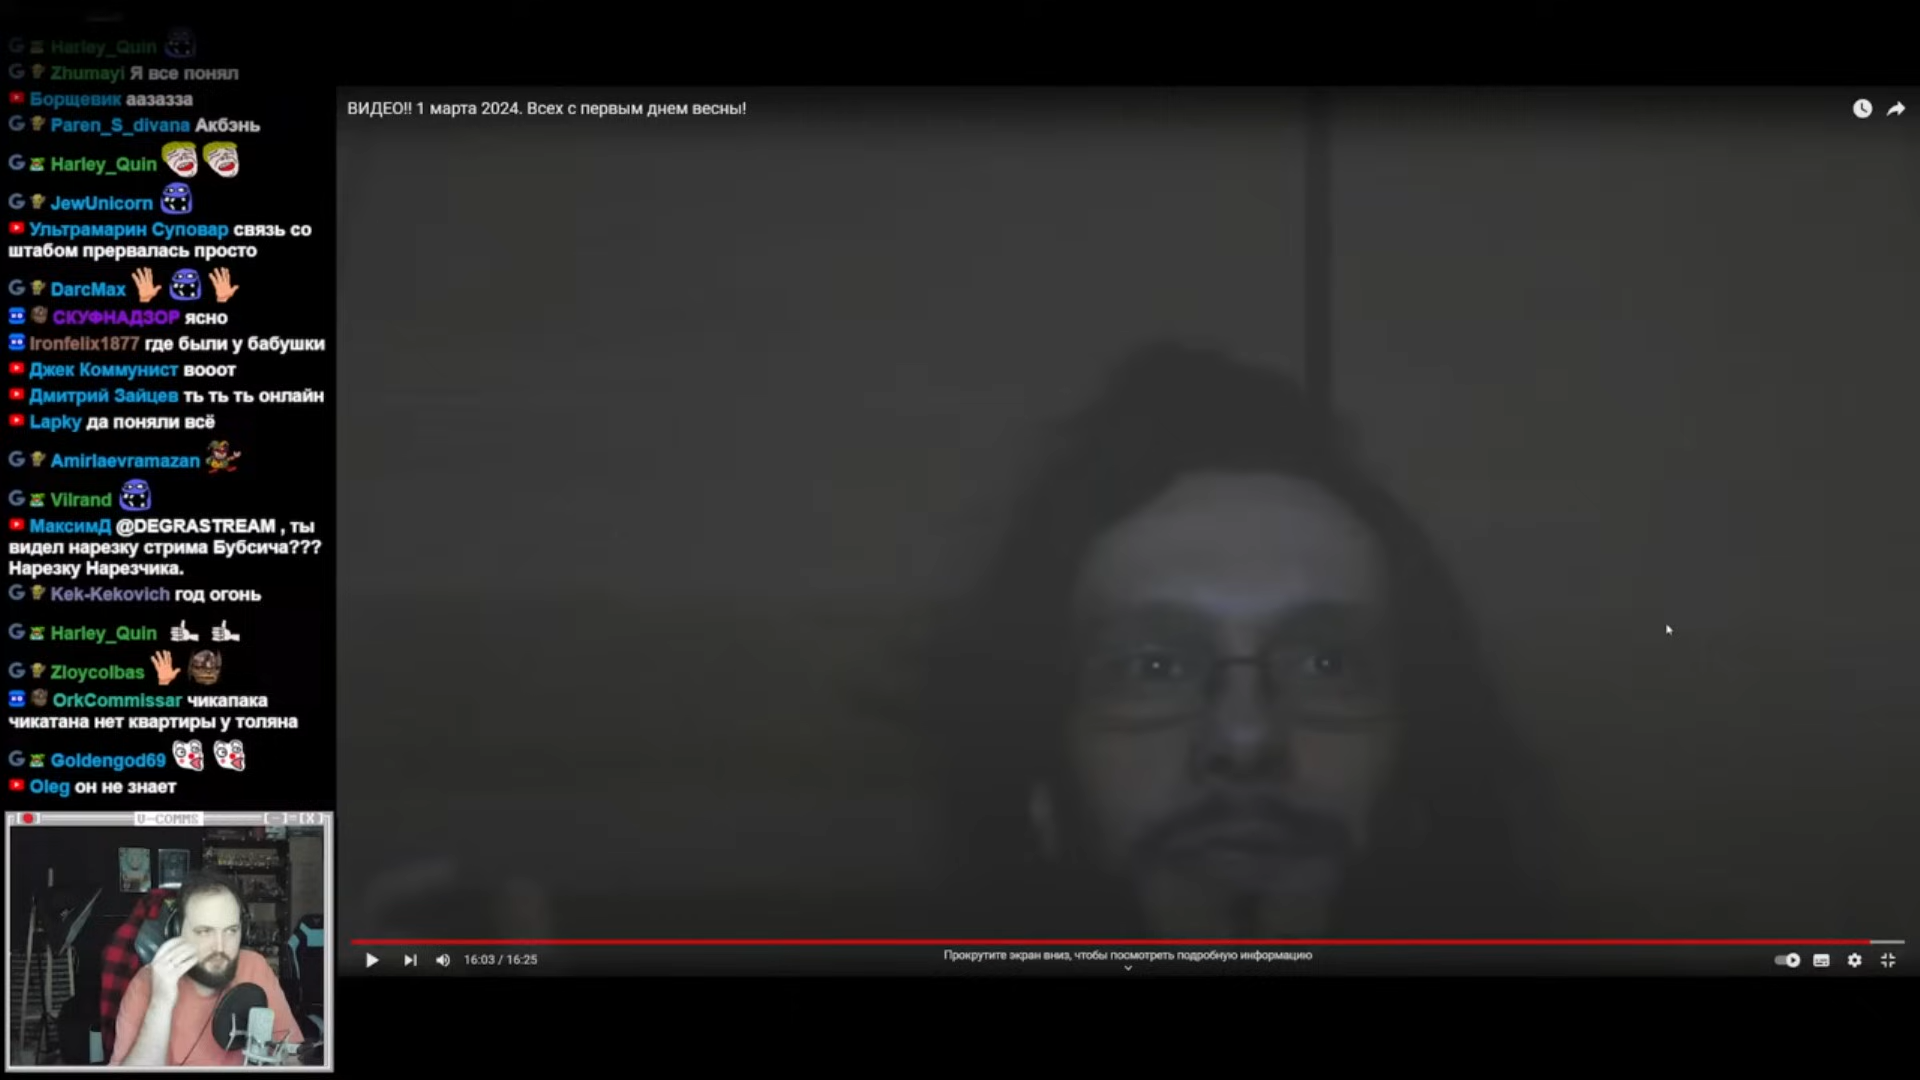 Harley_Quin
Zhumayi Я все понял
Борщевик аазазза
Paren_S_divana Акбэнь
Harley_Quin
JewUnicorn
Ультрамарин Суповар связь со
штабом прервалась просто
DarcMax
СКУФНАДЗОР ясно
Ironfelix1877 где были у бабушки
Джек Коммунист вооот
Дмитрий Зайцев ть ть ть онлайн
Lapky да поняли всё
Amirlaevramazan
Vilrand
МаксимД @DEGRASTREAM , ты
видел нарезку стрима Бубсича???
Нарезку Нарезчика.
Kek-Kekovich год огонь
Harley_Quin
Zloycolbas
OrkCommissar чикапака
чикатана нет квартиры у толяна
Goldengod69
Oleg он не знает
V-COMMS
[-]=[X]
ВИДЕО!! 1 марта 2024. Всех с первым днем весны!
16:03 / 16:25
Прокрутите экран вниз, чтобы посмотреть подробную информацию